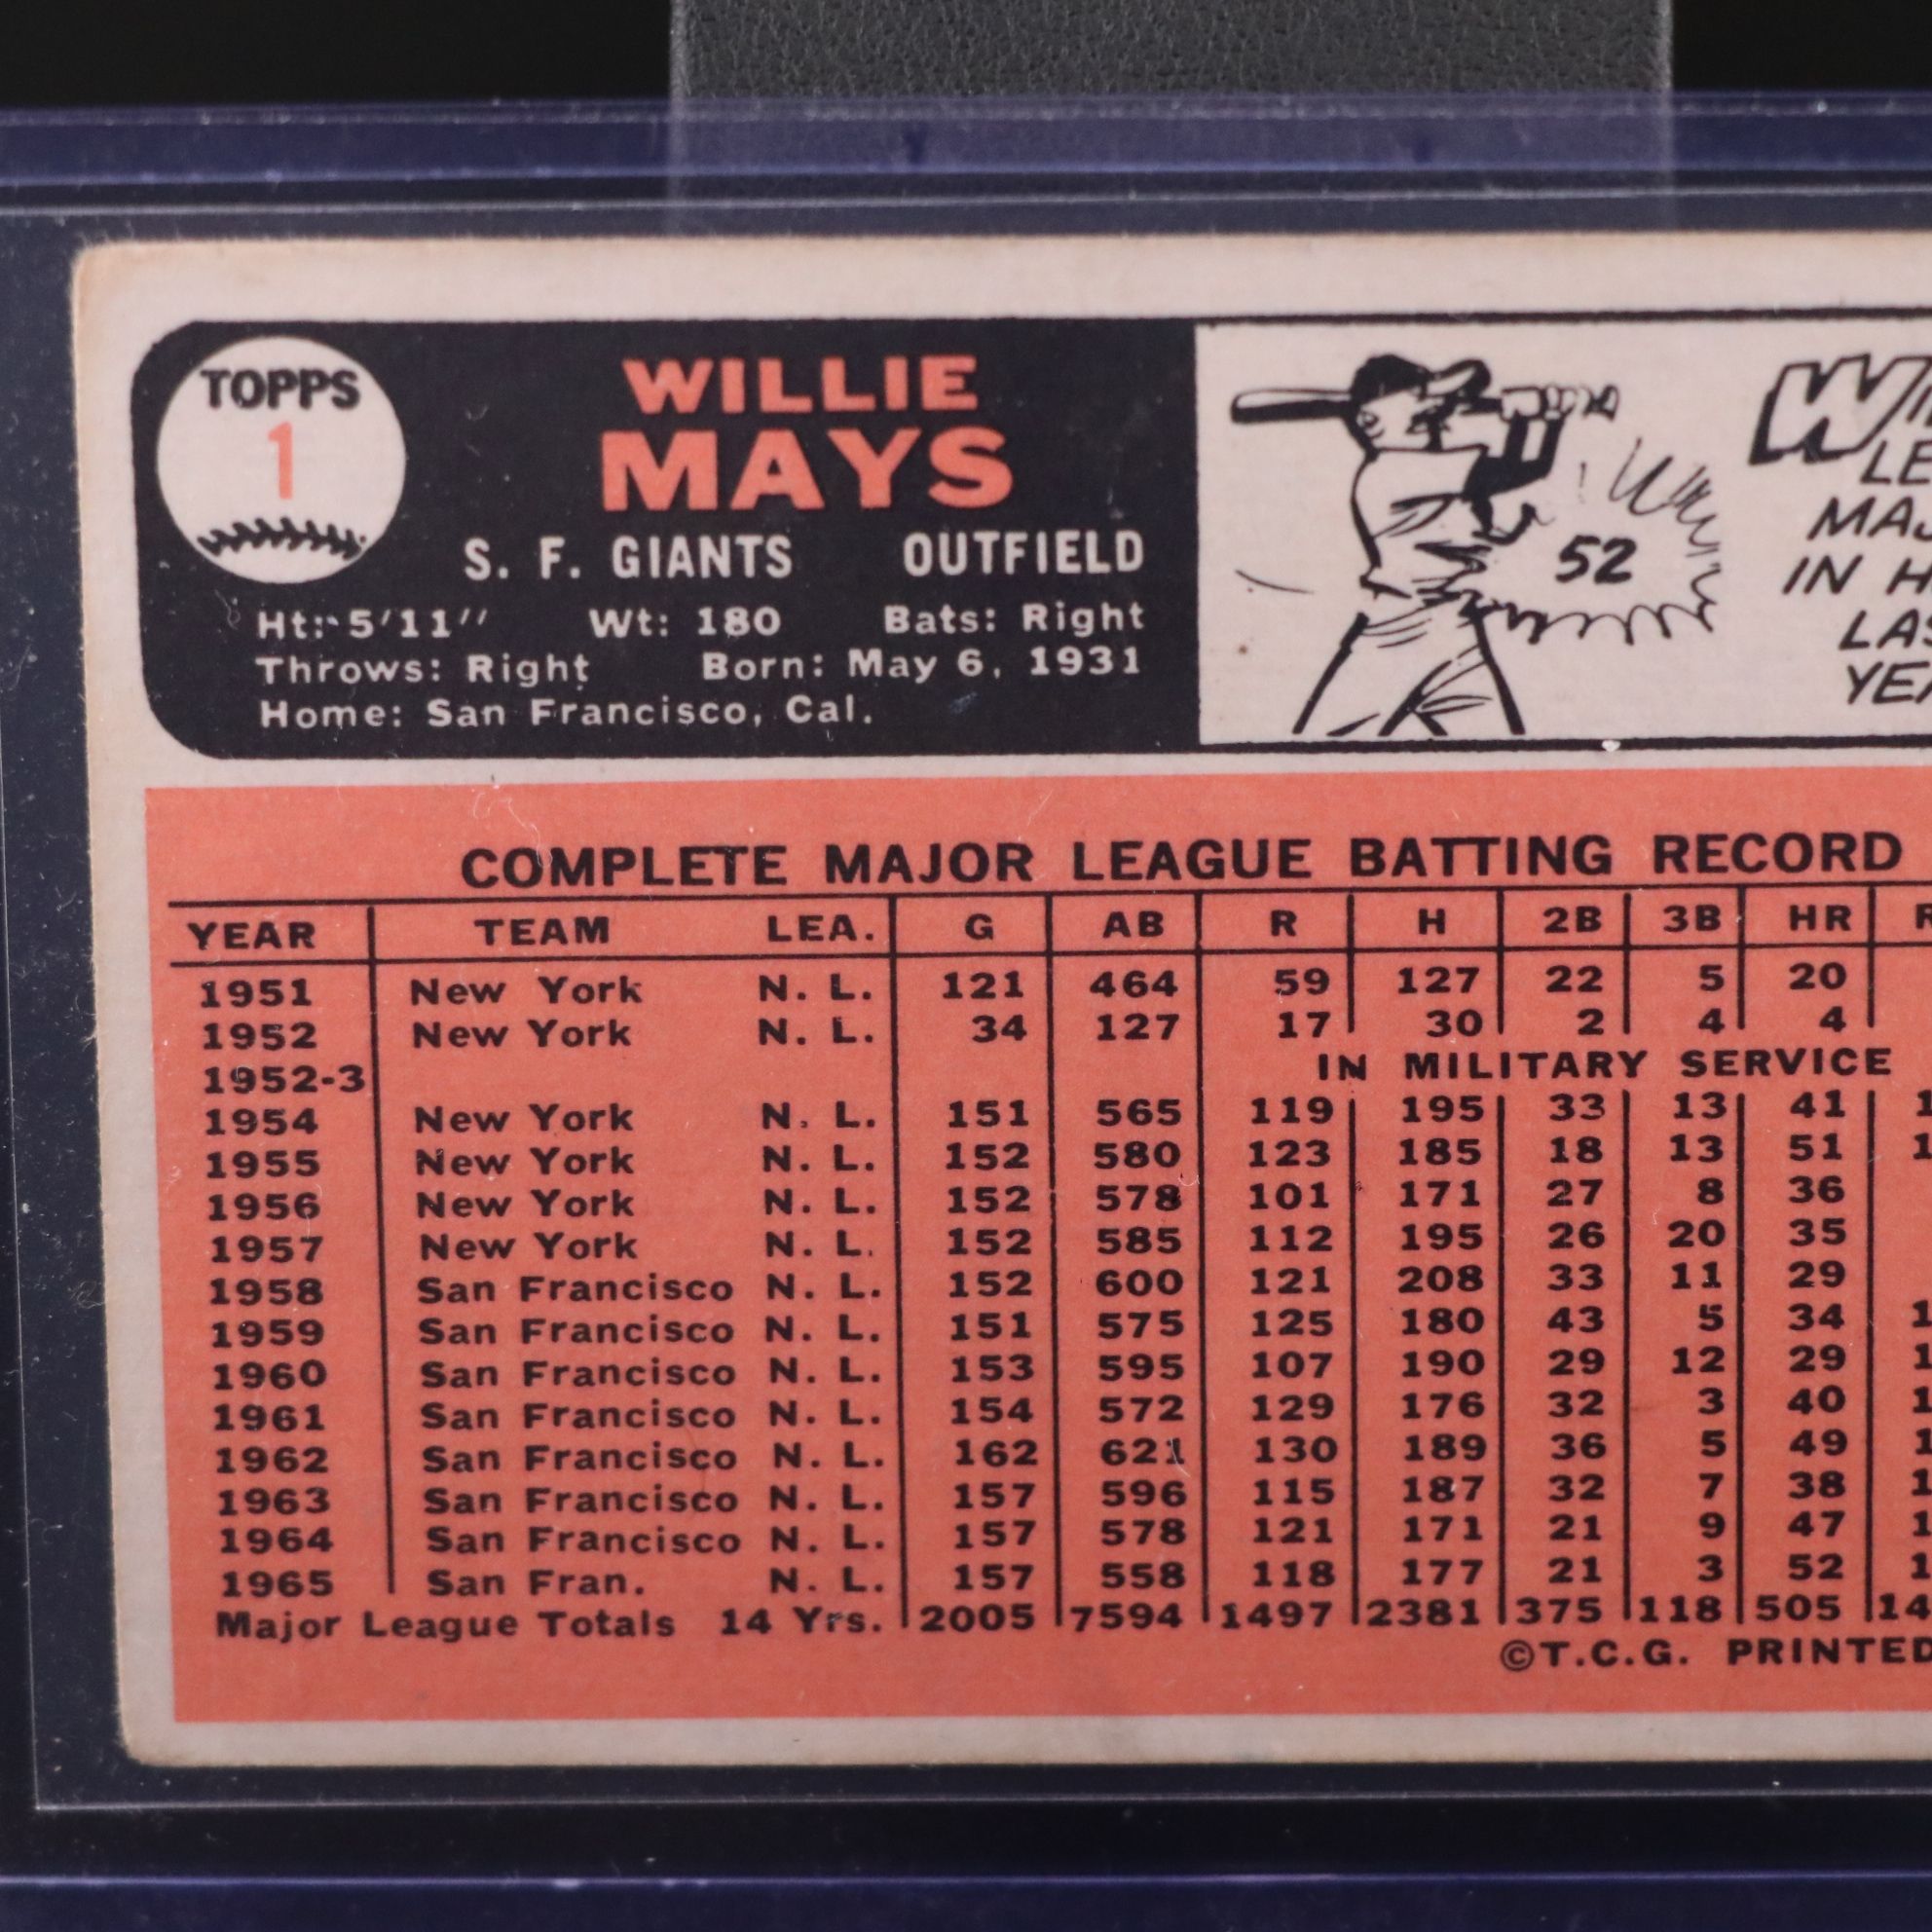 TOPPS
1
WILLIE
MAYS
S. F. GIANTS OUTFIELD
Ht: 5'11'' Wt: 180 Bats: Right
Throws: Right Born: May 6, 1931
Home: San Francisco, Cal.
52
IN
COMPLETE MAJOR LEAGUE BATTING RECORD
YEAR TEAM LEA. G AB R H 2B 3B HR
1951 New York N. L. 121 464 59 127 22 5 20
1952 New York N. L. 34 127 17 30 2 4 4
1952-3 IN MILITARY SERVICE
1954 New York N. L. 151 565 119 195 33 13 41
1955 New York N. L. 152 580 123 185 18 13 51
1956 New York N. L. 152 578 101 171 27 8 36
1957 New York N. L. 152 585 112 195 26 20 35
1958 San Francisco N. L. 152 600 121 208 33 11 29
1959 San Francisco N. L. 151 575 125 180 43 5 34
1960 San Francisco N. L. 153 595 107 190 29 12 29
1961 San Francisco N. L. 154 572 129 176 32 3 40
1962 San Francisco N. L. 162 621 130 189 36 5 49
1963 San Francisco N. L. 157 596 115 187 32 7 38
1964 San Francisco N. L. 157 578 121 171 21 9 47
1965 San Fran. N. L. 157 558 118 177 21 3 52
Major League Totals 14 Yrs. 2005 7594 1497 2381 375 118 505
©T.C.G. PRINTED